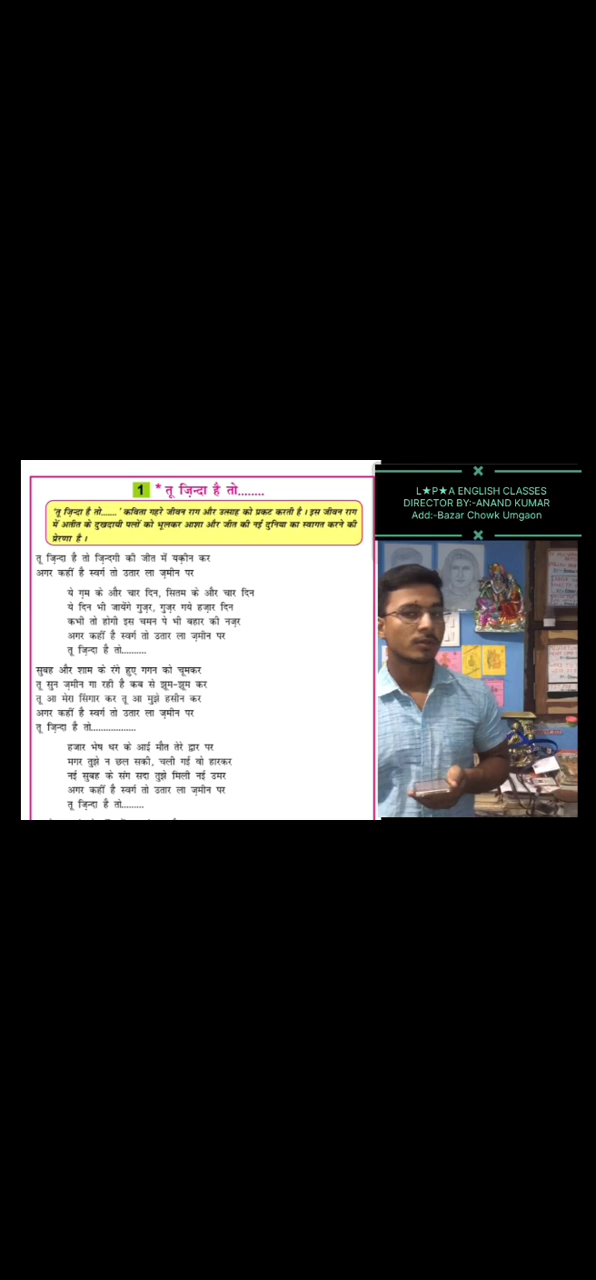 1 * तू ज़िन्दा है तो........
'तू ज़िन्दा है तो.......' कविता गहरे जीवन राग और उत्साह को प्रकट करती है। इस जीवन राग
में अतीत के दुखदायी पलों को भूलकर आशा और जीत की नई दुनिया का स्वागत करने की
प्रेरणा है।
तू ज़िन्दा है तो ज़िन्दगी की जीत में यक़ीन कर
अगर कहीं है स्वर्ग तो उतार ला ज़मीन पर
ये ग़म के और चार दिन, सितम के और चार दिन
ये दिन भी जायेंगे गुज़र, गुज़र गये हज़ार दिन
कभी तो होगी इस चमन पे भी बहार की नज़र
अगर कहीं है स्वर्ग तो उतार ला ज़मीन पर
तू ज़िन्दा है तो..........
सुबह और शाम के रंगे हुए गगन को चूमकर
तू सुन ज़मीन गा रही है कब से झूम-झूम कर
तू आ मेरा सिंगार कर तू आ मुझे हसीन कर
अगर कहीं है स्वर्ग तो उतार ला ज़मीन पर
तू ज़िन्दा है तो.................
हजार भेष धर के आई मौत तेरे द्वार पर
मगर तुझे न छल सकी, चली गई वो हारकर
नई सुबह के संग सदा तुझे मिली नई उमर
अगर कहीं है स्वर्ग तो उतार ला ज़मीन पर
तू ज़िन्दा है तो.........
L★P★A ENGLISH CLASSES
DIRECTOR BY:-ANAND KUMAR
Add:-Bazar Chowk Umgaon